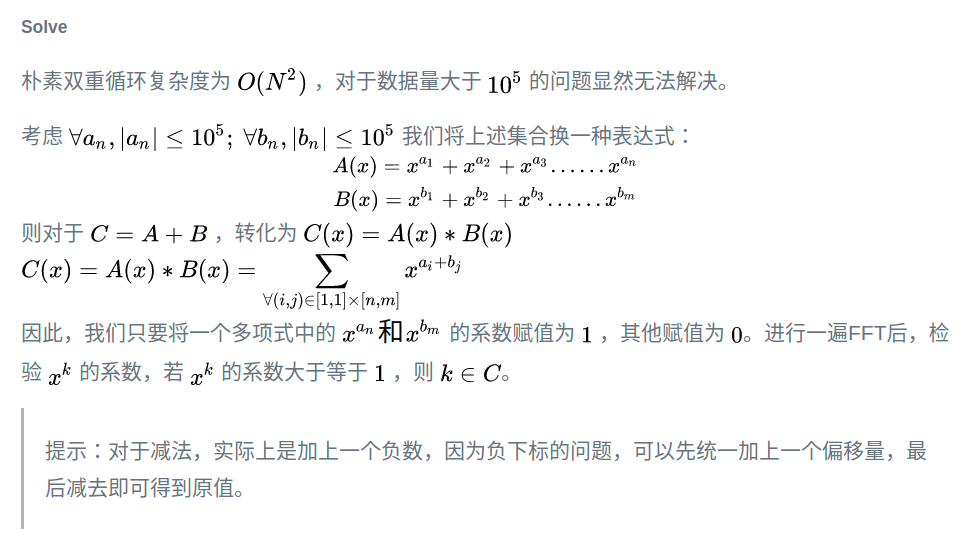 Solve
朴素双重循环复杂度为 $O(N^2)$ ，对于数据量大于 $10^5$ 的问题显然无法解决。
考虑 $\forall a_n, |a_n| \leq 10^5; \ \forall b_n, |b_n| \leq 10^5$ 我们将上述集合换一种表达式：
$A(x) = x^{a_1} + x^{a_2} + x^{a_3} ...... x^{a_n}$
$B(x) = x^{b_1} + x^{b_2} + x^{b_3} ...... x^{b_m}$
则对于 $C = A + B$ ，转化为 $C(x) = A(x) * B(x)$
$C(x) = A(x) * B(x) = \sum_{\forall (i,j) \in [1,1] \times [n,m]} x^{a_i + b_j}$
因此，我们只要将一个多项式中的 $x^{a_n}$ 和 $x^{b_m}$ 的系数赋值为 $1$ ，其他赋值为 $0$。进行一遍FFT后，检
验 $x^k$ 的系数，若 $x^k$ 的系数大于等于 $1$ ，则 $k \in C$。
提示：对于减法，实际上是加上一个负数，因为负下标的问题，可以先统一加上一个偏移量，最
后减去即可得到原值。